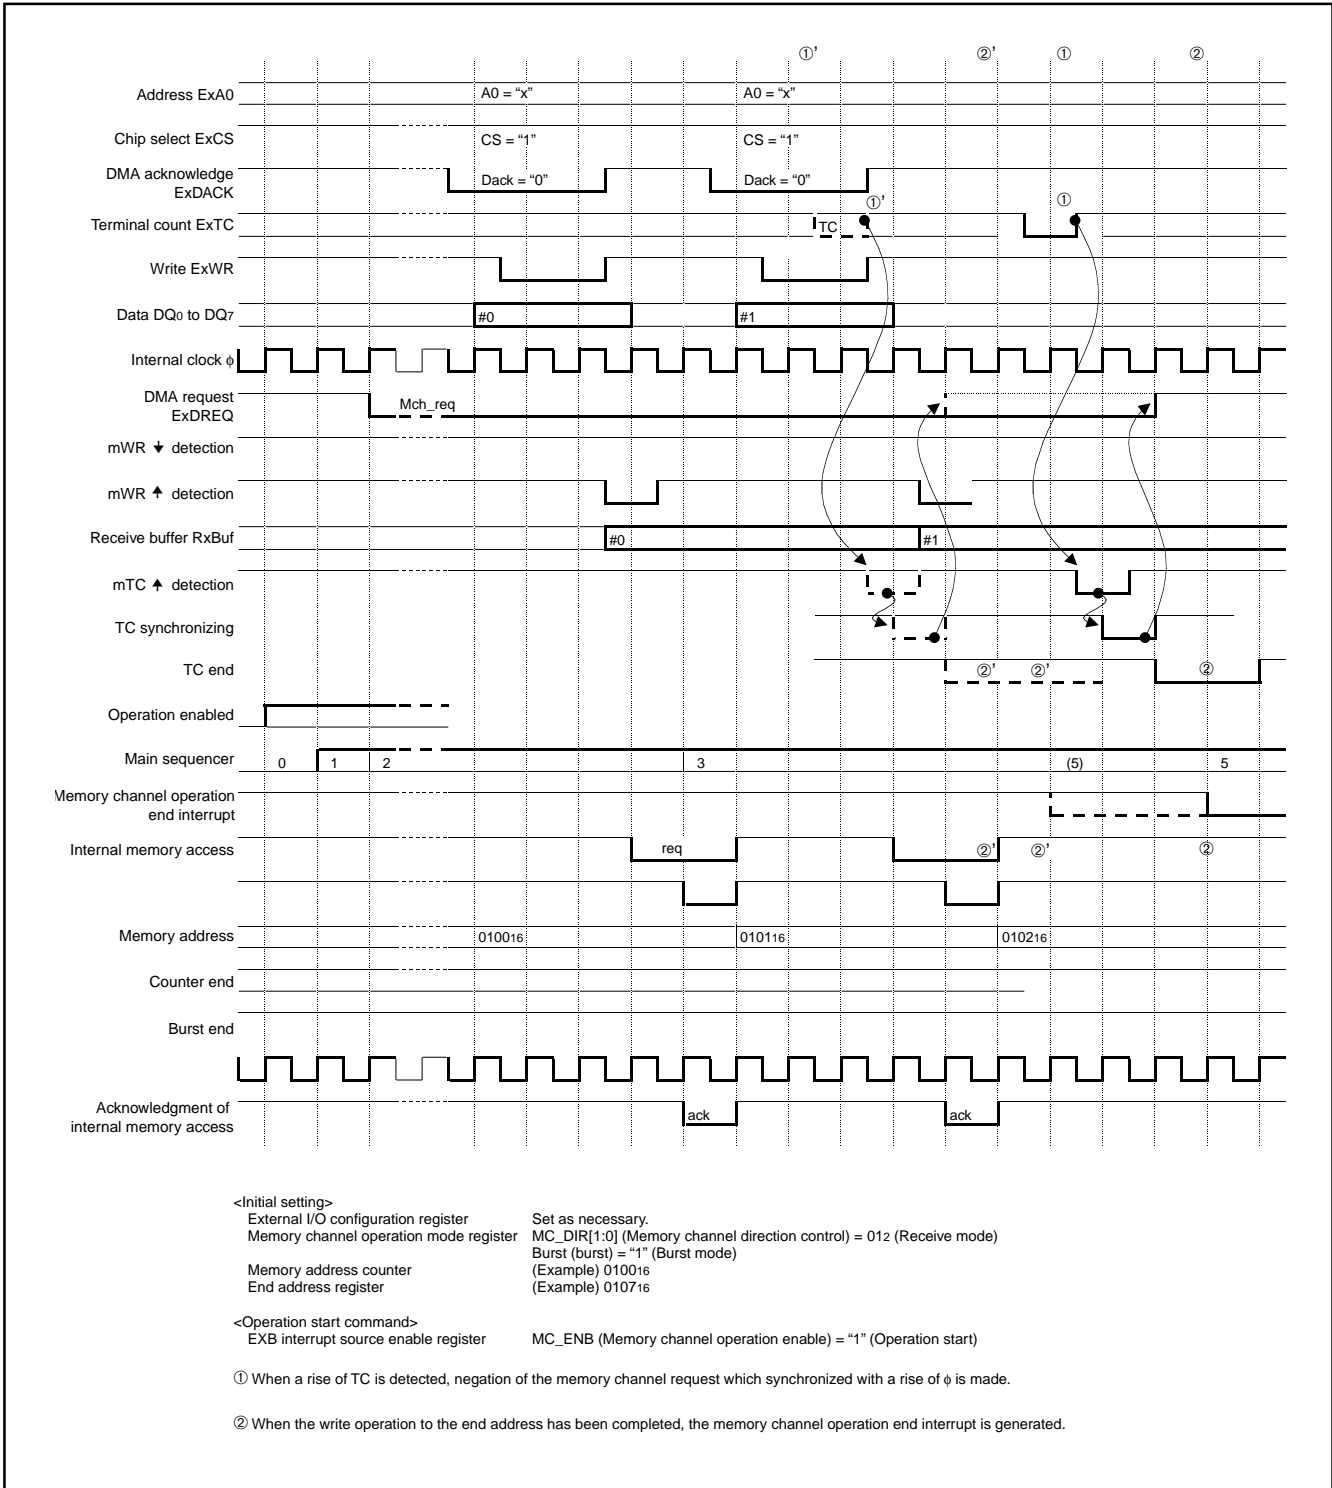 ①’ ②’ ① ②
Address ExA0 A0 = “x” A0 = “x”
Chip select ExCS CS = “1” CS = “1”
DMA acknowledge
ExDACK Dack = “0” Dack = “0”
①’ ①
Terminal count ExTC TC
Write ExWR
Data DQ0 to DQ7 #0 #1
Internal clock ϕ
DMA request
ExDREQ Mch_req
mWR ↓ detection
mWR ↑ detection
Receive buffer RxBuf #0 #1
mTC ↑ detection
TC synchronizing
TC end ②’ ②’ ②
Operation enabled
Main sequencer 0 1 2 3 (5) 5
Memory channel operation
end interrupt
Internal memory access req ②’ ②’ ②
Memory address 010016 010116 010216
Counter end
Burst end
Acknowledgment of
internal memory access ack ack
<Initial setting>
External I/O configuration register Set as necessary.
Memory channel operation mode register MC_DIR[1:0] (Memory channel direction control) = 012 (Receive mode)
Burst (burst) = “1” (Burst mode)
Memory address counter (Example) 010016
End address register (Example) 010716
<Operation start command>
EXB interrupt source enable register MC_ENB (Memory channel operation enable) = “1” (Operation start)
① When a rise of TC is detected, negation of the memory channel request which synchronized with a rise of ϕ is made.
② When the write operation to the end address has been completed, the memory channel operation end interrupt is generated.